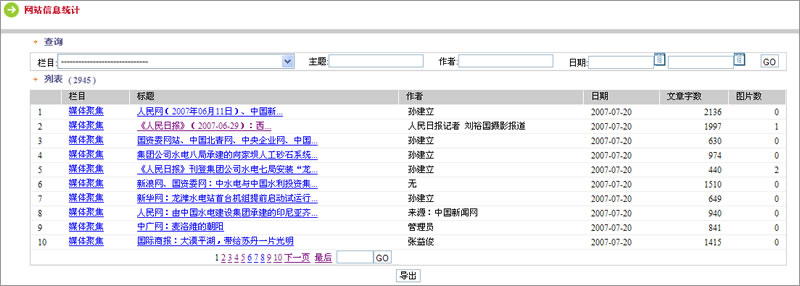 网站信息统计
查询
栏目: ------------------------------ 主题: 作者: 日期: GO
列表 (2945)
栏目 标题 作者 日期 文章字数 图片数
1 媒体聚焦 人民网(2007年06月11日)、中国新... 孙建立 2007-07-20 2136 0
2 媒体聚焦 《人民日报》(2007-06-29):西... 人民日报记者 刘裕国摄影报道 2007-07-20 1997 1
3 媒体聚焦 国资委网站、中国北青网、中央企业网、中国... 孙建立 2007-07-20 630 0
4 媒体聚焦 集团公司水电八局承建的向家坝人工砂石系统... 孙建立 2007-07-20 974 0
5 媒体聚焦 《人民日报》刊登集团公司水电七局安装“龙... 孙建立 2007-07-20 440 2
6 媒体聚焦 新浪网、国资委网:中水电与中国水利投资集... 无 2007-07-20 1510 0
7 媒体聚焦 新华网:龙滩水电站首台机组提前启动试运行... 孙建立 2007-07-20 649 0
8 媒体聚焦 人民网:由中国水电建设集团承建的印尼亚齐... 来源:中国新闻网 2007-07-20 940 0
9 媒体聚焦 中广网:麦洛维的朝阳 管理员 2007-07-20 841 0
10 媒体聚焦 国际商报:大漠平湖,带给苏丹一片光明 张益俊 2007-07-20 1415 0
1 2 3 4 5 6 7 8 9 10 下一页 最后 GO
导出